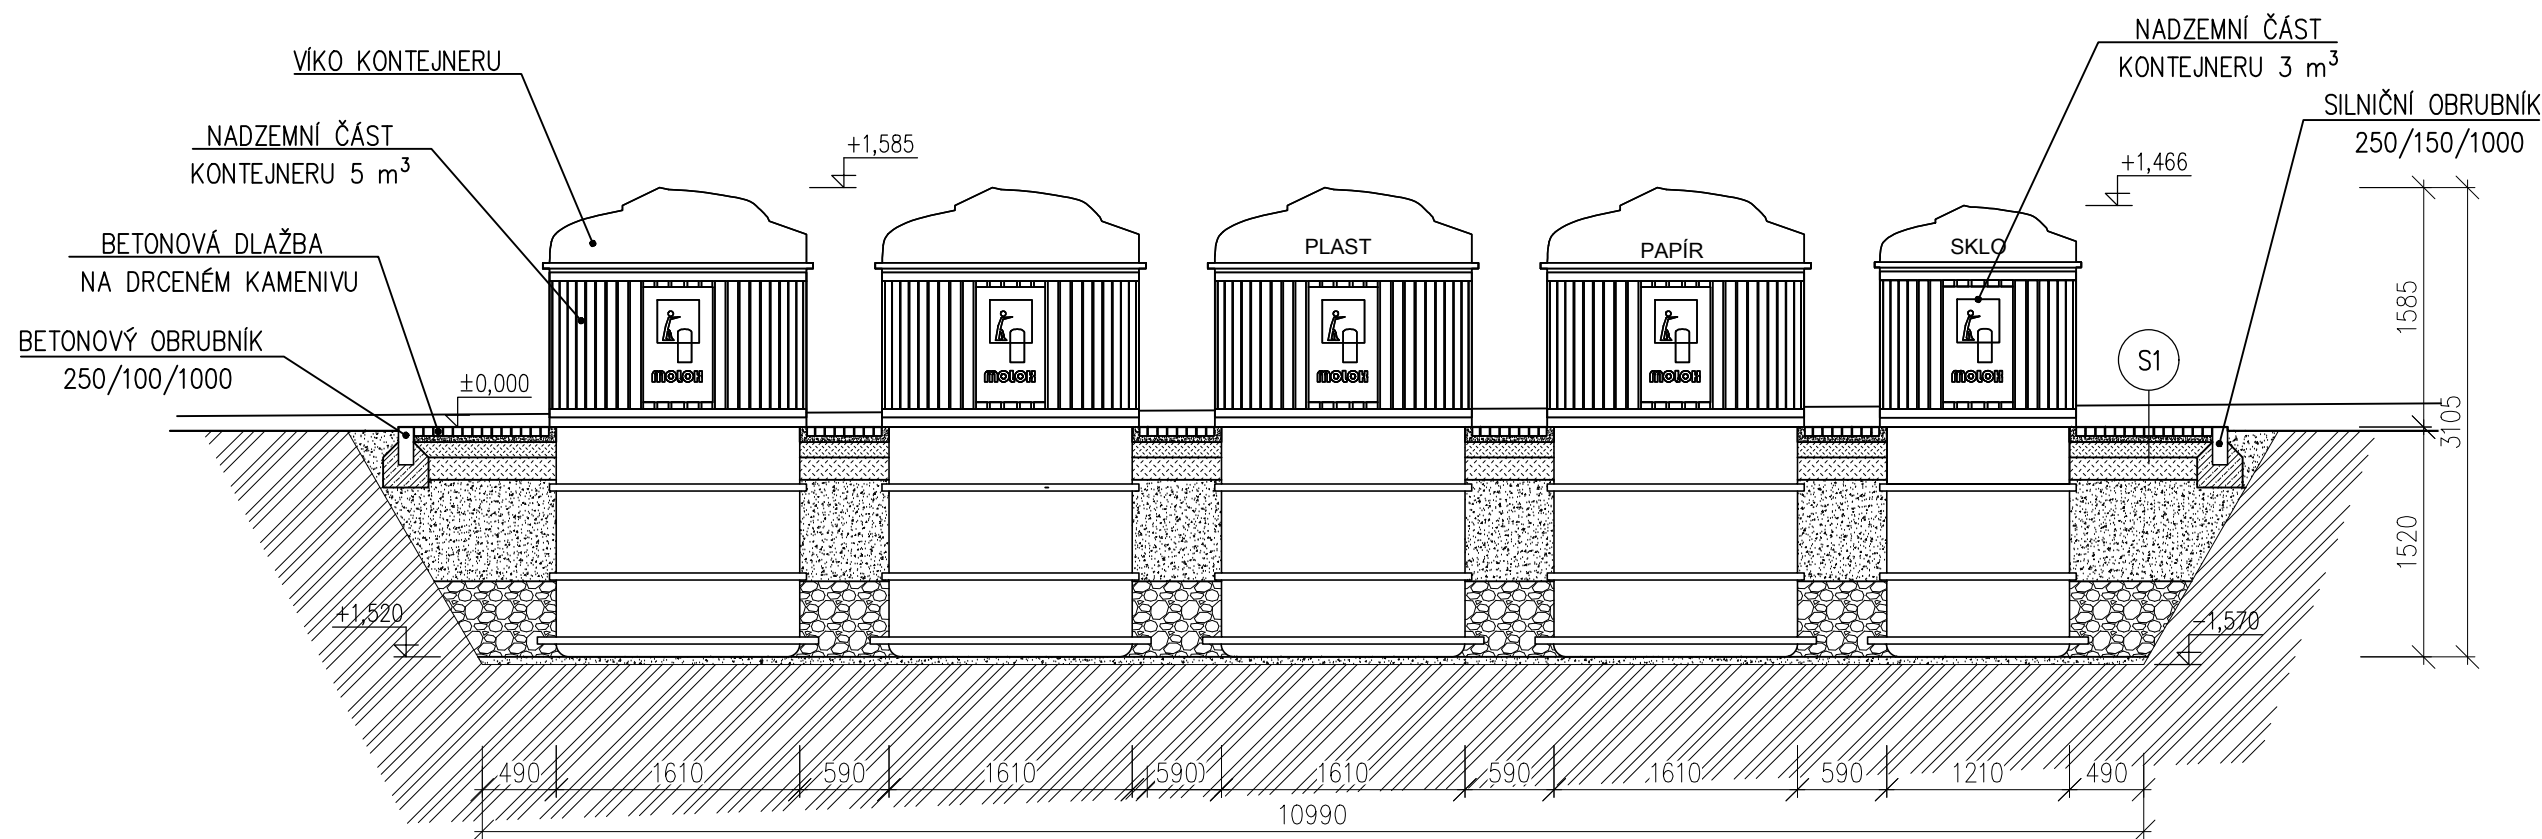 VÍKO KONTEJNERU
NADZEMNÍ ČÁST
KONTEJNERU 3 m³
SILNIČNÍ OBRUBNÍK
250/150/1000
NADZEMNÍ ČÁST
KONTEJNERU 5 m³
+1,585
+1,466
BETONOVÁ DLAŽBA
NA DRCENÉM KAMENIVU
PLAST
PAPÍR
SKLO
BETONOVÝ OBRUBNÍK
250/100/1000
±0,000
MOLOK
MOLOK
MOLOK
MOLOK
MOLOK
S1
1585
3105
1520
+1,520
-1,570
490
1610
590
1610
590
1610
590
1610
590
1210
490
10990